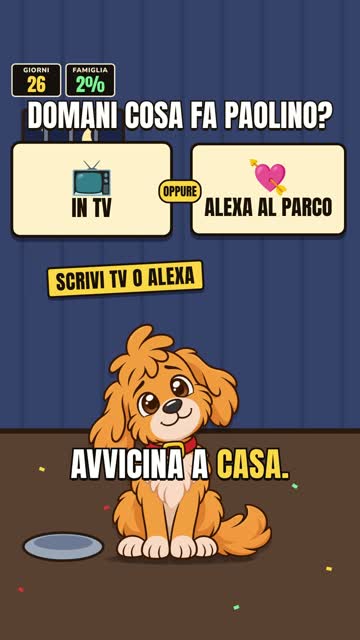 GIORNI
26
FAMIGLIA
2%
DOMANI COSA FA PAOLINO?
IN TV
OPPURE
ALEXA AL PARCO
SCRIVI TV O ALEXA
AVVICINA A CASA.